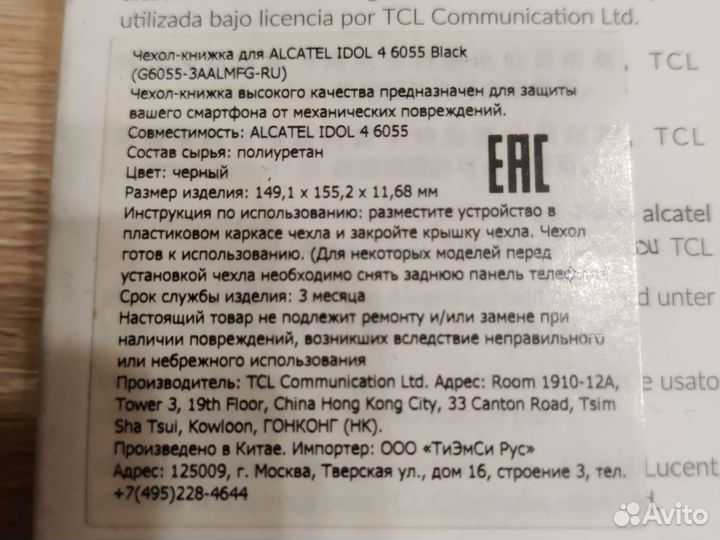 utilizada bajo licencia por TCL Communication Ltd.
Чехол-книжка для ALCATEL IDOL 4 6055 Black
(G6055-3AALMFG-RU)
, TCL
Чехол-книжка высокого качества предназначен для защиты
вашего смартфона от механических повреждений.
Совместимость: ALCATEL IDOL 4 6055
, TCL
Состав сырья: полиуретан
EAC
Цвет: черный
Размер изделия: 149,1 x 155,2 x 11,68 мм
Инструкция по использованию: разместите устройство в
alcatel
пластиковом каркасе чехла и закройте крышку чехла. Чехол
TCL
готов к использованию. (Для некоторых моделей перед
установкой чехла необходимо снять заднюю панель телефона)
Срок службы изделия: 3 месяца
d unter
Настоящий товар не подлежит ремонту и/или замене при
наличии повреждений, возникших вследствие неправильного
или небрежного использования
Производитель: TCL Communication Ltd. Адрес: Room 1910-12A,
e usato
Tower 3, 19th Floor, China Hong Kong City, 33 Canton Road, Tsim
Sha Tsui, Kowloon, ГОНКОНГ (HK).
Произведено в Китае. Импортер: ООО «ТиЭмСи Рус»
Адрес: 125009, г. Москва, Тверская ул., дом 16, строение 3, тел.
Lucent,
+7(495)228-4644
Avito